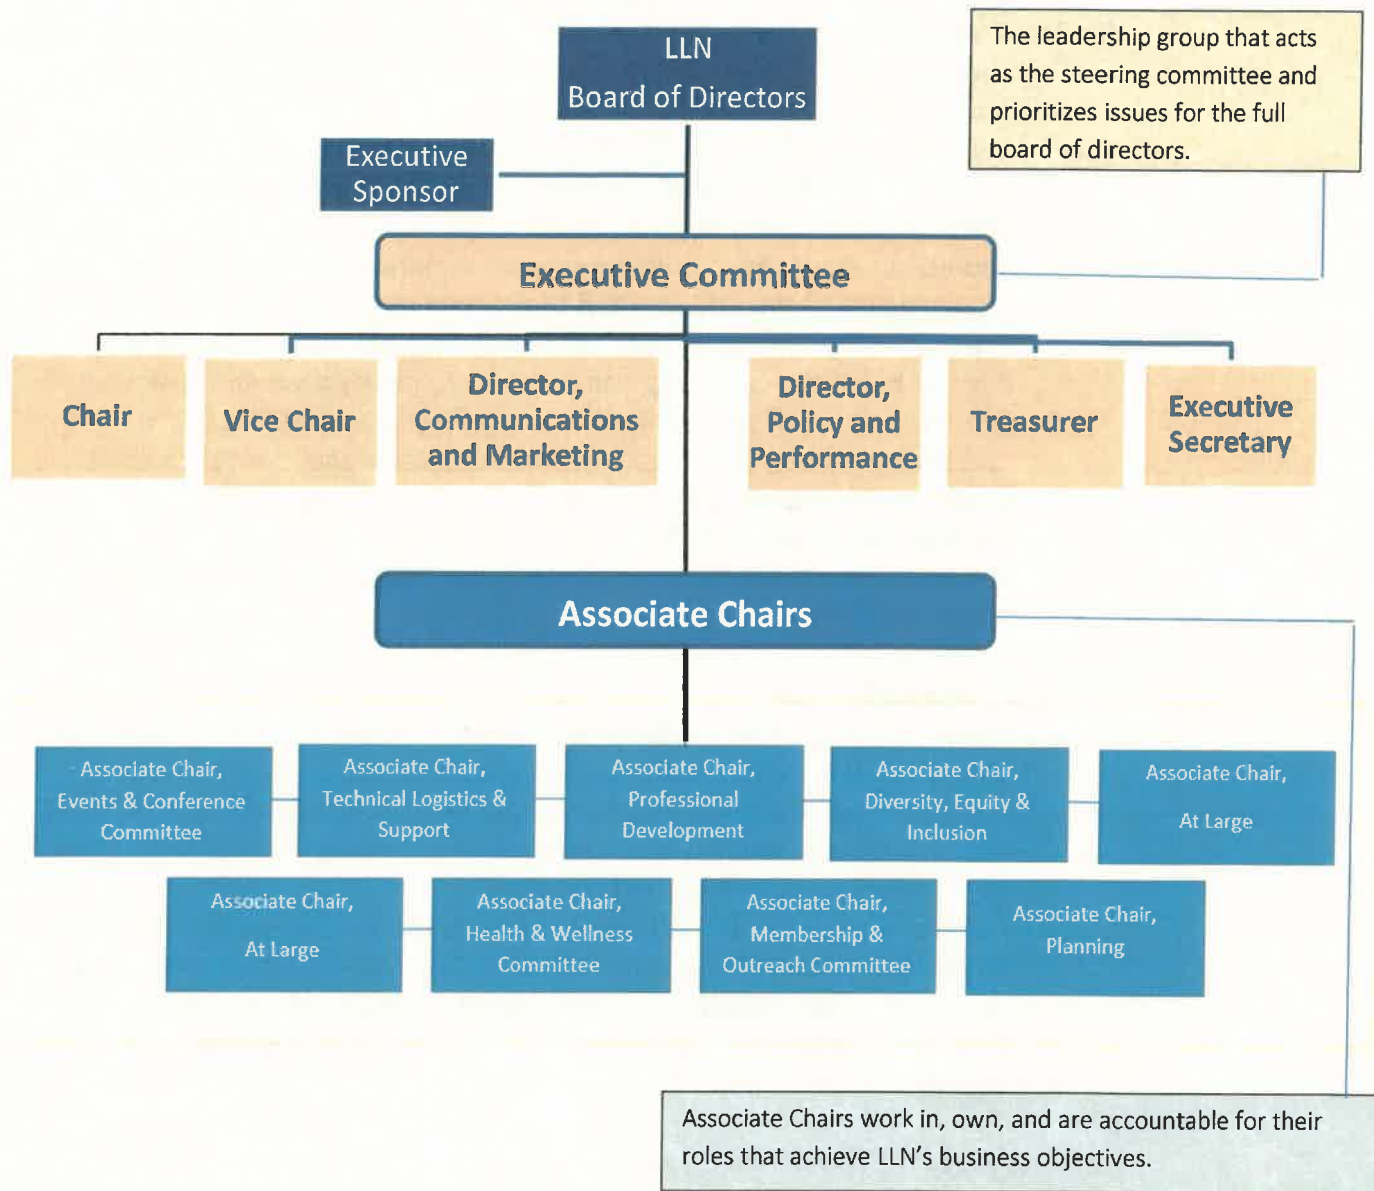 LLN
Board of Directors
The leadership group that acts
as the steering committee and
prioritizes issues for the full
board of directors.
Executive
Sponsor
Executive Committee
Chair
Vice Chair
Director,
Communications
and Marketing
Director,
Policy and
Performance
Treasurer
Executive
Secretary
Associate Chairs
Associate Chair,
Events & Conference
Committee
Associate Chair,
Technical Logistics &
Support
Associate Chair,
Professional
Development
Associate Chair,
Diversity, Equity &
Inclusion
Associate Chair,
At Large
Associate Chair,
At Large
Associate Chair,
Health & Wellness
Committee
Associate Chair,
Membership &
Outreach Committee
Associate Chair,
Planning
Associate Chairs work in, own, and are accountable for their
roles that achieve LLN's business objectives.